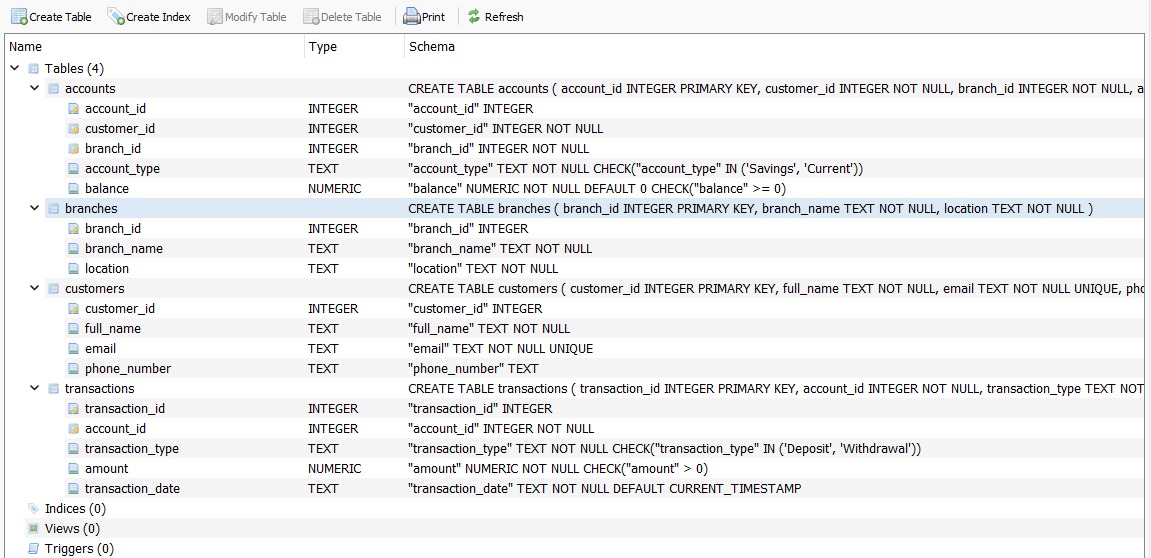 Create Table Create Index Modify Table Delete Table Print Refresh
Name Type Schema
Tables (4)
accounts CREATE TABLE accounts ( account_id INTEGER PRIMARY KEY, customer_id INTEGER NOT NULL, branch_id INTEGER NOT NULL, a
account_id INTEGER "account_id" INTEGER
customer_id INTEGER "customer_id" INTEGER NOT NULL
branch_id INTEGER "branch_id" INTEGER NOT NULL
account_type TEXT "account_type" TEXT NOT NULL CHECK("account_type" IN ('Savings', 'Current'))
balance NUMERIC "balance" NUMERIC NOT NULL DEFAULT 0 CHECK("balance" >= 0)
branches CREATE TABLE branches ( branch_id INTEGER PRIMARY KEY, branch_name TEXT NOT NULL, location TEXT NOT NULL )
branch_id INTEGER "branch_id" INTEGER
branch_name TEXT "branch_name" TEXT NOT NULL
location TEXT "location" TEXT NOT NULL
customers CREATE TABLE customers ( customer_id INTEGER PRIMARY KEY, full_name TEXT NOT NULL, email TEXT NOT NULL UNIQUE, pho
customer_id INTEGER "customer_id" INTEGER
full_name TEXT "full_name" TEXT NOT NULL
email TEXT "email" TEXT NOT NULL UNIQUE
phone_number TEXT "phone_number" TEXT
transactions CREATE TABLE transactions ( transaction_id INTEGER PRIMARY KEY, account_id INTEGER NOT NULL, transaction_type TEXT NOT
transaction_id INTEGER "transaction_id" INTEGER
account_id INTEGER "account_id" INTEGER NOT NULL
transaction_type TEXT "transaction_type" TEXT NOT NULL CHECK("transaction_type" IN ('Deposit', 'Withdrawal'))
amount NUMERIC "amount" NUMERIC NOT NULL CHECK("amount" > 0)
transaction_date TEXT "transaction_date" TEXT NOT NULL DEFAULT CURRENT_TIMESTAMP
Indices (0)
Views (0)
Triggers (0)